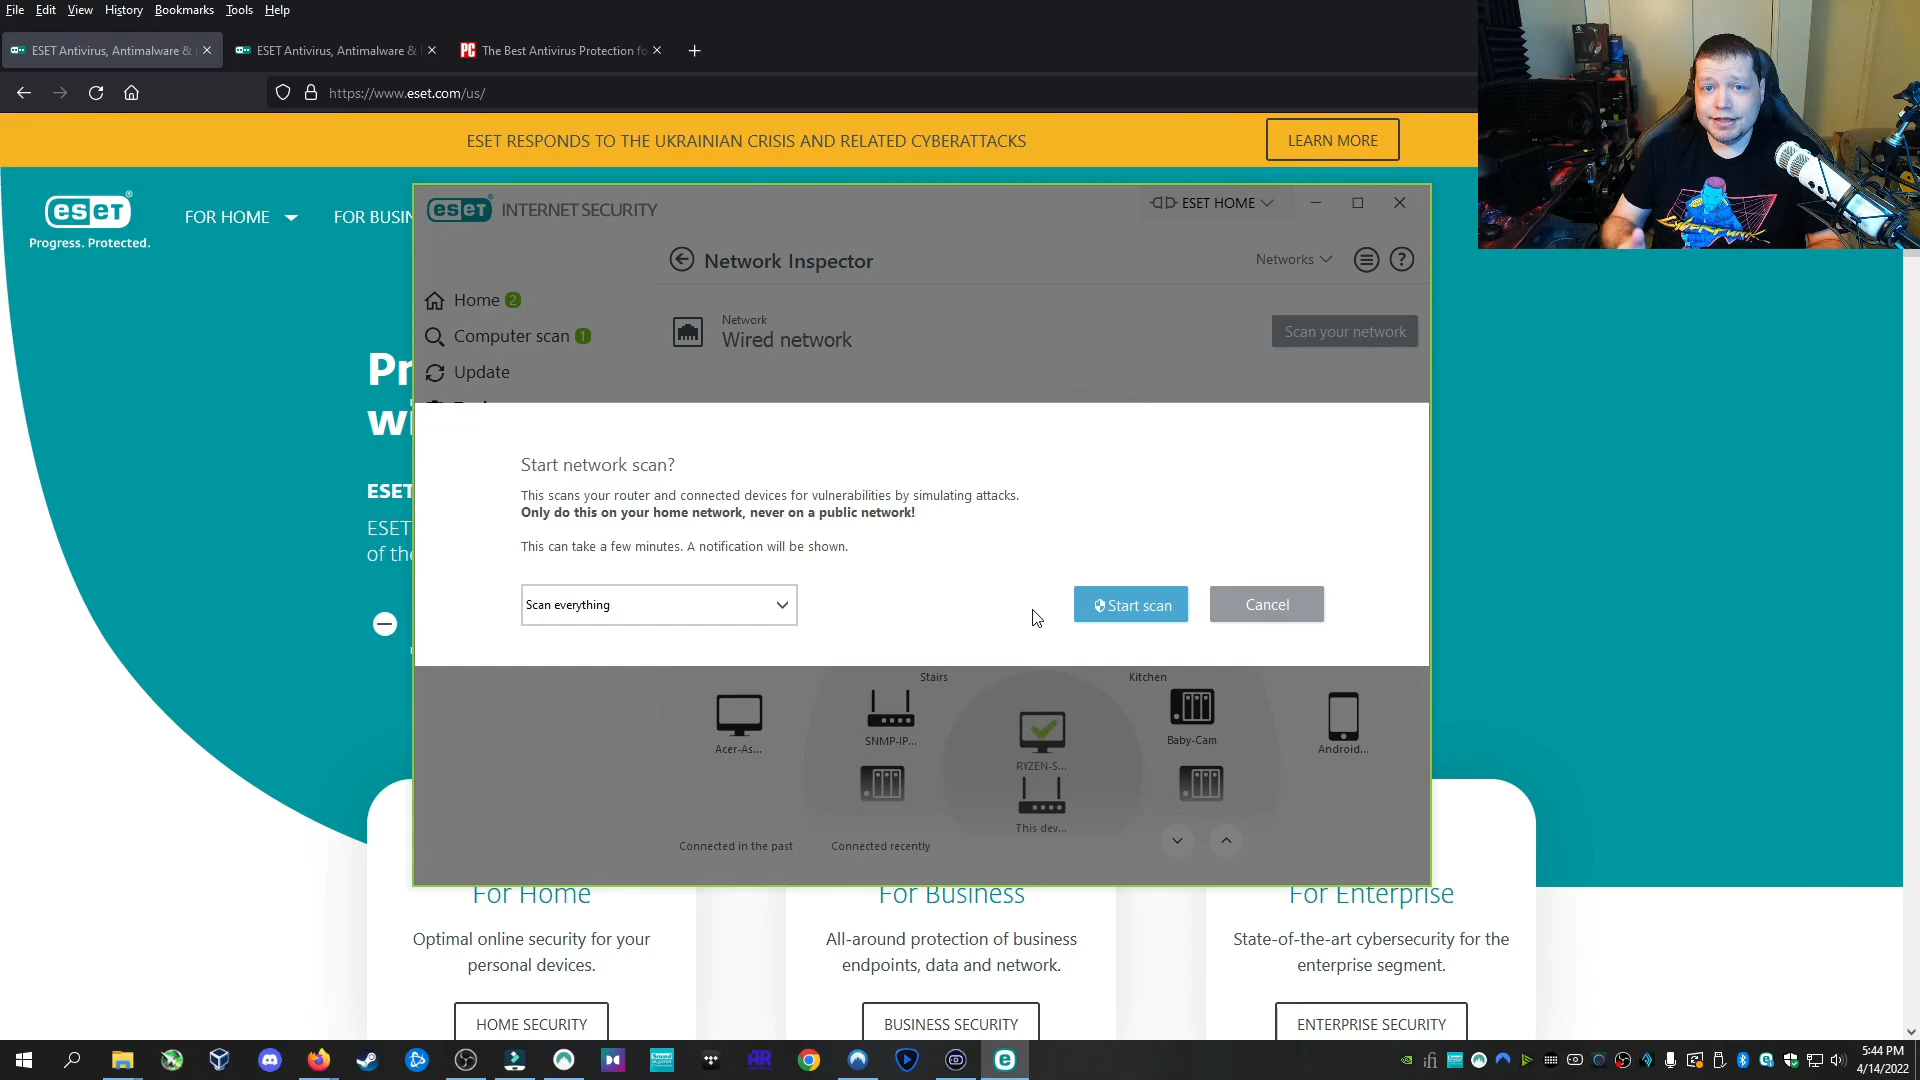 File Edit View History Bookmarks Tools Help
ESET Antivirus, Antimalware &
ESET Antivirus, Antimalware &
PC The Best Antivirus Protection fo
https://www.eset.com/us/
ESET RESPONDS TO THE UKRAINIAN CRISIS AND RELATED CYBERATTACKS
LEARN MORE
eseT
Progress. Protected.
FOR HOME
FOR BUSIN
eseT INTERNET SECURITY
ESET HOME
Network Inspector
Networks
Home 2
Computer scan 1
Update
Network
Wired network
Scan your network
Pr
wi
ESET
ESET
of the
Start network scan?
This scans your router and connected devices for vulnerabilities by simulating attacks.
Only do this on your home network, never on a public network!
This can take a few minutes. A notification will be shown.
Scan everything
Start scan
Cancel
Stairs
Kitchen
Acer-As...
SNMP-IP...
RYZEN-S...
Baby-Cam
Android...
This dev...
Connected in the past
Connected recently
For Home
For Business
For Enterprise
Optimal online security for your
personal devices.
All-around protection of business
endpoints, data and network.
State-of-the-art cybersecurity for the
enterprise segment.
HOME SECURITY
BUSINESS SECURITY
ENTERPRISE SECURITY
5:44 PM
4/14/2022